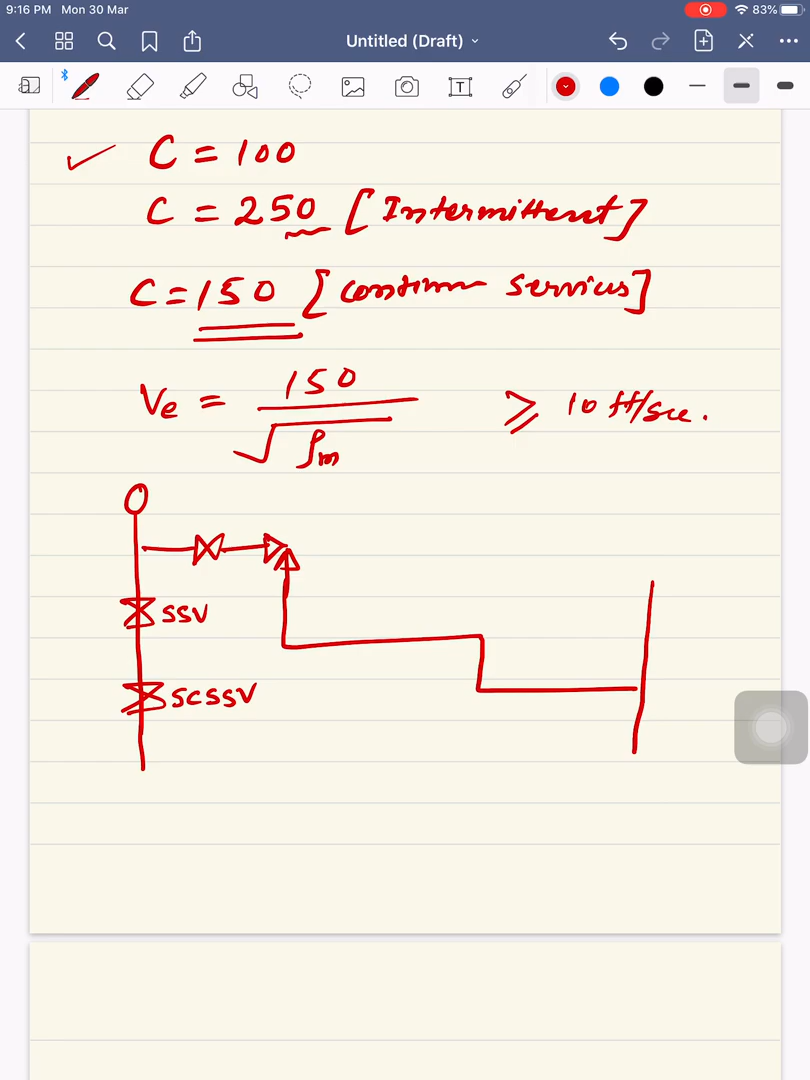 9:16 PM Mon 30 Mar
83%
Untitled (Draft)
T
C = 100
C = 250 [Intermittent]
C = 150 [continuous services]
Ve = 150 / √ρm ≥ 10 ft/sec.
SSV
SCSSV